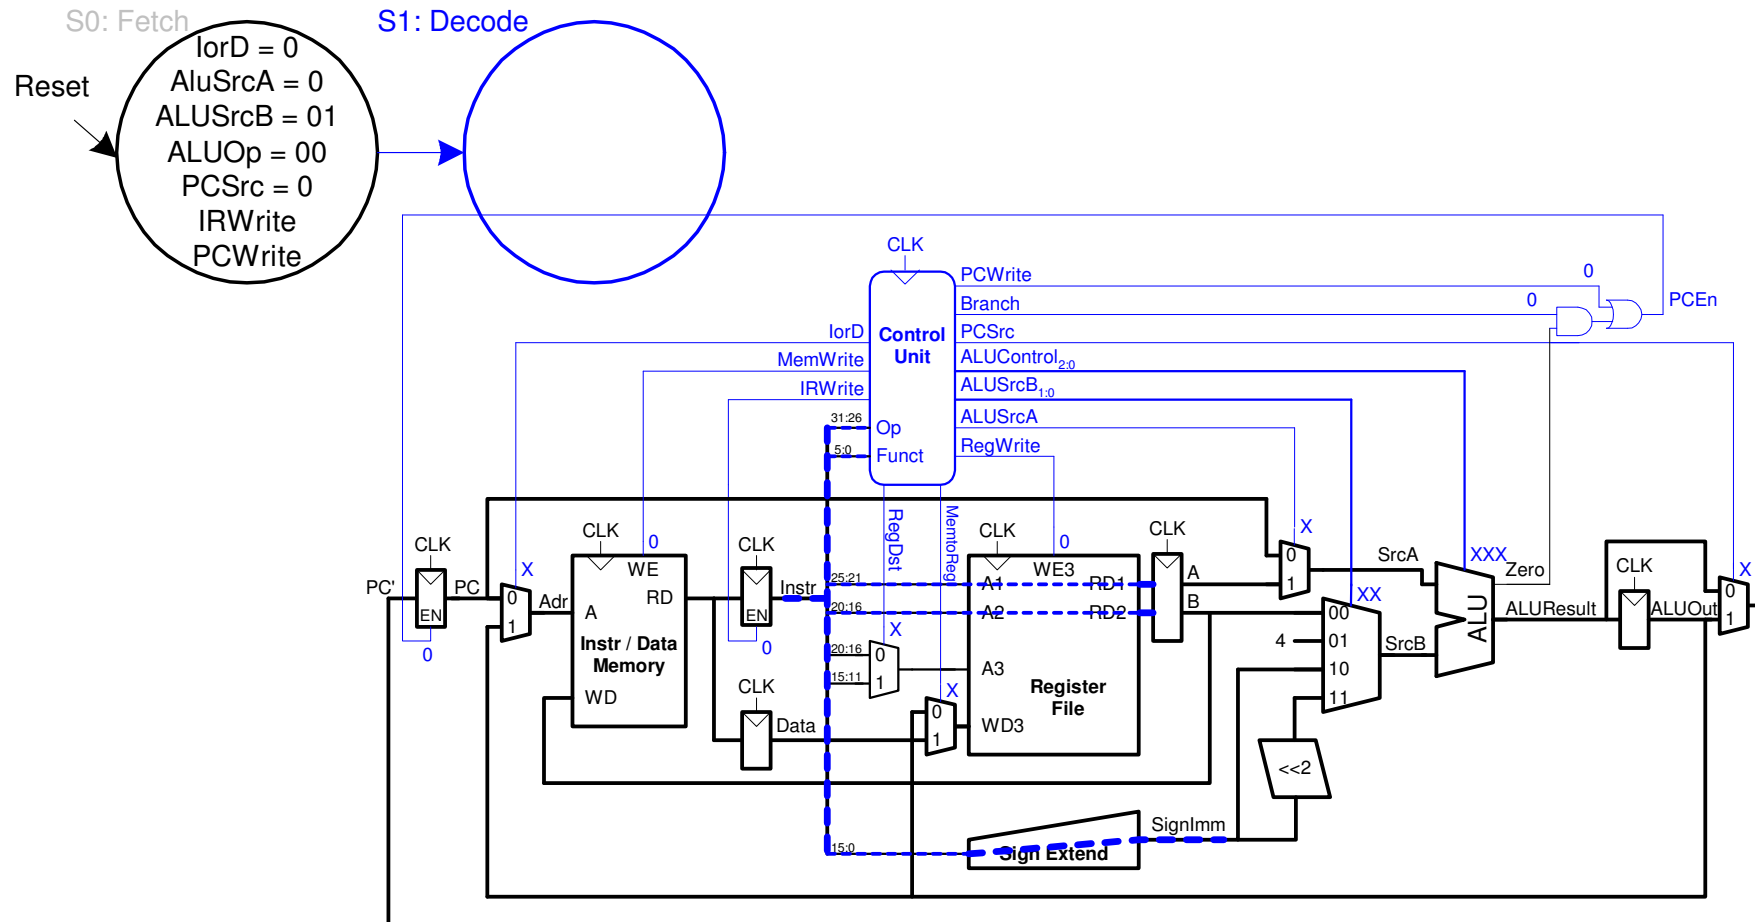 S0: Fetch
S1: Decode
IorD = 0
Reset
AluSrcA = 0
ALUSrcB = 01
ALUOp = 00
PCSrc = 0
IRWrite
PCWrite
CLK
PCWrite
0
Branch
0
PCEn
IorD
Control
Unit
PCSrc
MemWrite
ALUControl2:0
IRWrite
ALUSrcB1:0
31:26
Op
ALUSrcA
5:0
Funct
RegWrite
RegDst
MemtoReg
CLK
CLK
0
CLK
CLK
0
CLK
X
SrcA
XXX
Zero
CLK
X
PC'
PC
EN
0
X
0
1
Adr
WE
A
RD
Instr / Data
Memory
WD
EN
0
Instr
25:21
A1
WE3
RD1
A
0
1
20:16
A2
RD2
B
XX
00
4
01
10
11
SrcB
ALU
ALUResult
ALUOut
0
1
X
20:16
0
15:11
1
A3
Register
File
CLK
Data
X
0
1
WD3
<<2
15:0
Sign Extend
SignImm